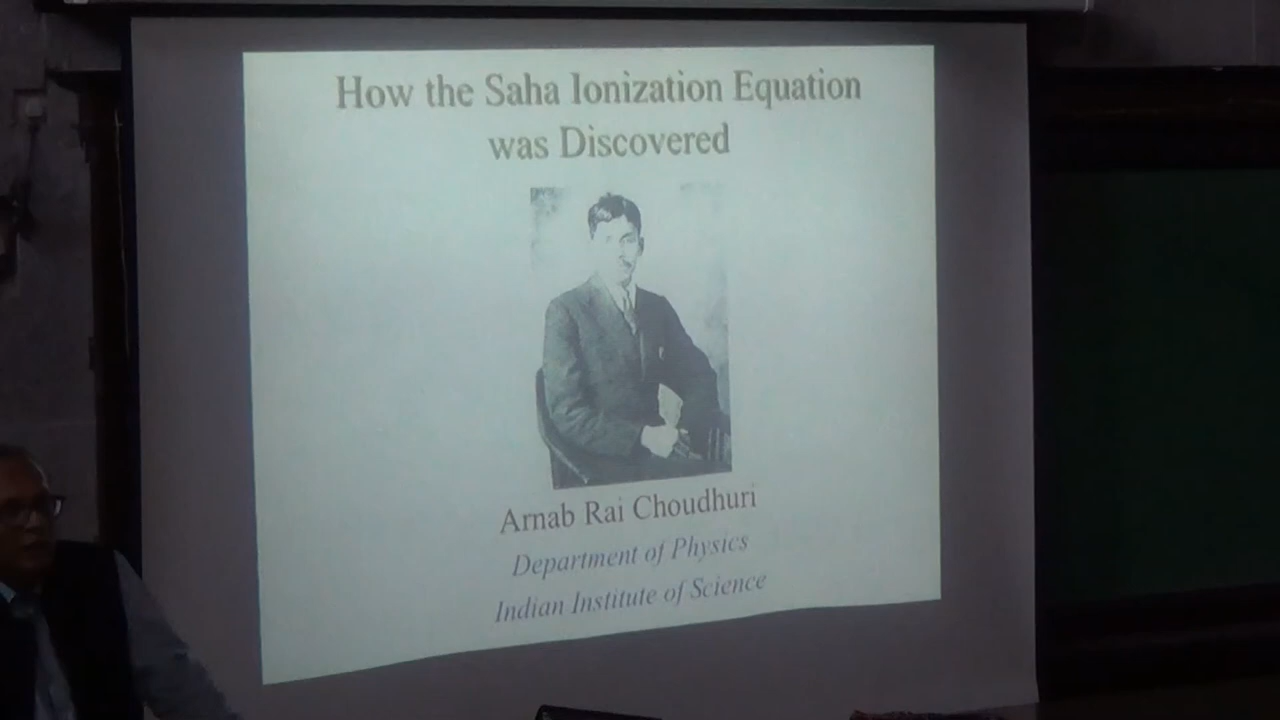 How the Saha Ionization Equation
was Discovered
Arnab Rai Choudhuri
Department of Physics
Indian Institute of Science